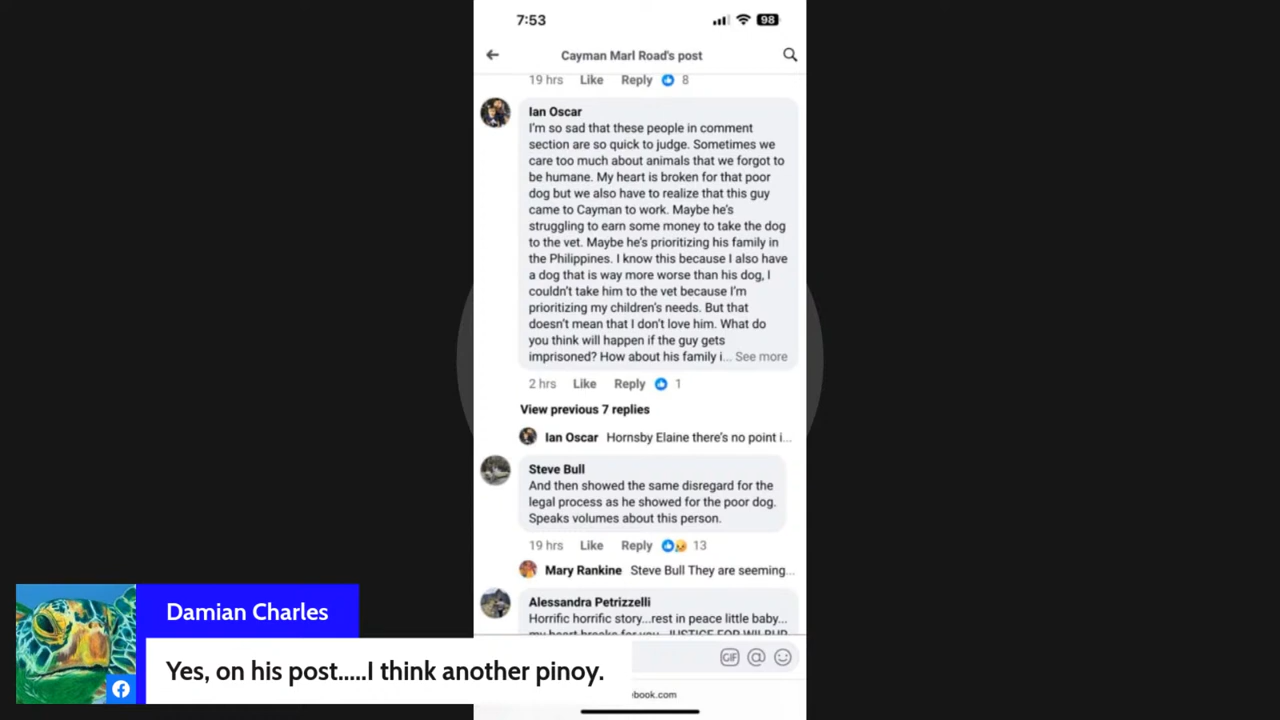 7:53
98
Cayman Marl Road's post
19 hrs Like Reply 8
Ian Oscar
I'm so sad that these people in comment
section are so quick to judge. Sometimes we
care too much about animals that we forgot to
be humane. My heart is broken for that poor
dog but we also have to realize that this guy
came to Cayman to work. Maybe he's
struggling to earn some money to take the dog
to the vet. Maybe he's prioritizing his family in
the Philippines. I know this because I also have
a dog that is way more worse than his dog, I
couldn't take him to the vet because I'm
prioritizing my children's needs. But that
doesn't mean that I don't love him. What do
you think will happen if the guy gets
imprisoned? How about his family i... See more
2 hrs Like Reply 1
View previous 7 replies
Ian Oscar Hornsby Elaine there's no point i...
Steve Bull
And then showed the same disregard for the
legal process as he showed for the poor dog.
Speaks volumes about this person.
19 hrs Like Reply 13
Mary Rankine Steve Bull They are seeming...
Alessandra Petrizzelli
Horrific horrific story...rest in peace little baby...
my heart breaks for you. JUSTICE FOR WILBUR
GIF @
ebook.com
Damian Charles
Yes, on his post.....I think another pinoy.